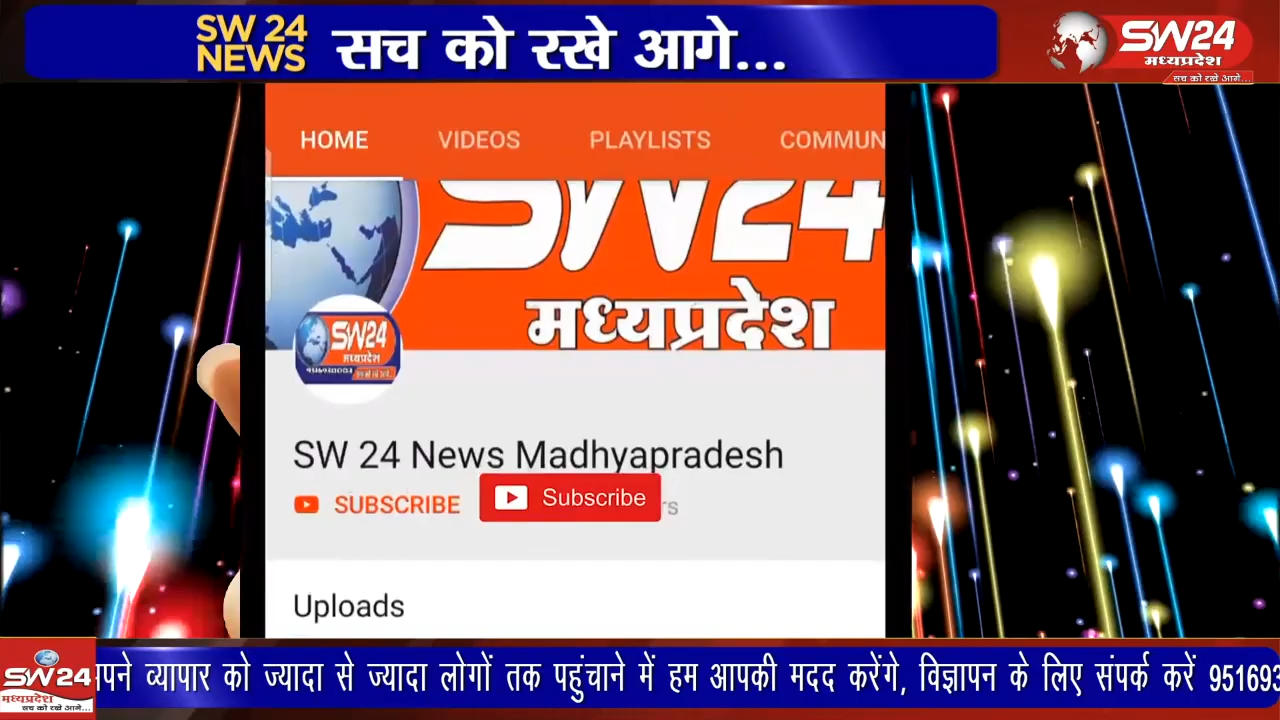 SW 24
NEWS
सच को रखे आगे...
SW24
मध्यप्रदेश
सच को रखे आगे...
HOME VIDEOS PLAYLISTS COMMUN
SW24
मध्यप्रदेश
SW24
मध्यप्रदेश
SW 24 News Madhyapradesh
SUBSCRIBE
Subscribe
rs
Uploads
SW24
मध्यप्रदेश
सच को रखे आगे...
पने व्यापार को ज्यादा से ज्यादा लोगों तक पहुंचाने में हम आपकी मदद करेंगे, विज्ञापन के लिए संपर्क करें 951693